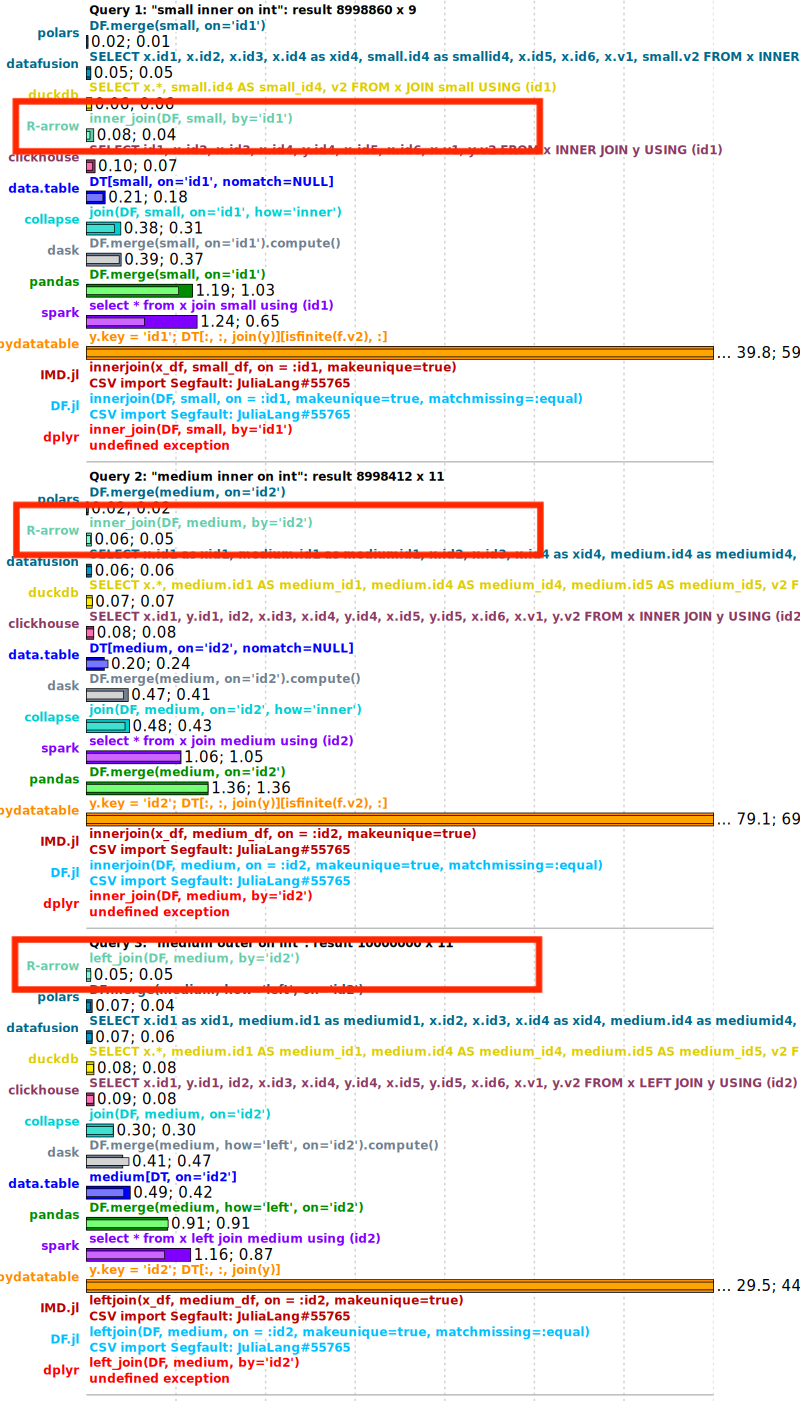 Query 1: "small inner on int": result 8998860 x 9
polars DF.merge(small, on='id1')
0.02; 0.01
datafusion SELECT x.id1, x.id2, x.id3, x.id4 as xid4, small.id4 as smallid4, x.id5, x.id6, x.v1, small.v2 FROM x INNER
0.05; 0.05
duckdb SELECT x.*, small.id4 AS small_id4, v2 FROM x JOIN small USING (id1)
0.06; 0.06
R-arrow inner_join(DF, small, by='id1')
0.08; 0.04
clickhouse SELECT id1, x.id2, x.id3, x.id4, y.id4, x.id5, x.id6, x.v1, y.v2 FROM x INNER JOIN y USING (id1)
0.10; 0.07
data.table DT[small, on='id1', nomatch=NULL]
0.21; 0.18
collapse join(DF, small, on='id1', how='inner')
0.38; 0.31
dask DF.merge(small, on='id1').compute()
0.39; 0.37
pandas DF.merge(small, on='id1')
1.19; 1.03
spark select * from x join small using (id1)
1.24; 0.65
pydatatable y.key = 'id1'; DT[:, :, join(y)][isfinite(f.v2), :]
... 39.8; 59
IMD.jl innerjoin(x_df, small_df, on = :id1, makeunique=true)
CSV import Segfault: JuliaLang#55765
DF.jl innerjoin(DF, small, on = :id1, makeunique=true, matchmissing=:equal)
CSV import Segfault: JuliaLang#55765
dplyr inner_join(DF, small, by='id1')
undefined exception
Query 2: "medium inner on int": result 8998412 x 11
polars DF.merge(medium, on='id2')
0.02; 0.02
R-arrow inner_join(DF, medium, by='id2')
0.06; 0.05
datafusion SELECT x.id1 as xid1, medium.id1 as mediumid1, x.id2, x.id3, x.id4 as xid4, medium.id4 as mediumid4,
0.06; 0.06
duckdb SELECT x.*, medium.id1 AS medium_id1, medium.id4 AS medium_id4, medium.id5 AS medium_id5, v2 F
0.07; 0.07
clickhouse SELECT x.id1, y.id1, id2, x.id3, x.id4, y.id4, x.id5, y.id5, x.id6, x.v1, y.v2 FROM x INNER JOIN y USING (id2
0.08; 0.08
data.table DT[medium, on='id2', nomatch=NULL]
0.20; 0.24
dask DF.merge(medium, on='id2').compute()
0.47; 0.41
collapse join(DF, medium, on='id2', how='inner')
0.48; 0.43
spark select * from x join medium using (id2)
1.06; 1.05
pandas DF.merge(medium, on='id2')
1.36; 1.36
pydatatable y.key = 'id2'; DT[:, :, join(y)][isfinite(f.v2), :]
... 79.1; 69
IMD.jl innerjoin(x_df, medium_df, on = :id2, makeunique=true)
CSV import Segfault: JuliaLang#55765
DF.jl innerjoin(DF, medium, on = :id2, makeunique=true, matchmissing=:equal)
CSV import Segfault: JuliaLang#55765
dplyr inner_join(DF, medium, by='id2')
undefined exception
Query 3: "medium outer on int": result 10000000 x 11
R-arrow left_join(DF, medium, by='id2')
0.05; 0.05
polars DF.merge(medium, how='left', on='id2')
0.07; 0.04
datafusion SELECT x.id1 as xid1, medium.id1 as mediumid1, x.id2, x.id3, x.id4 as xid4, medium.id4 as mediumid4,
0.07; 0.06
duckdb SELECT x.*, medium.id1 AS medium_id1, medium.id4 AS medium_id4, medium.id5 AS medium_id5, v2 F
0.08; 0.08
clickhouse SELECT x.id1, y.id1, id2, x.id3, x.id4, y.id4, x.id5, y.id5, x.id6, x.v1, y.v2 FROM x LEFT JOIN y USING (id2)
0.09; 0.08
collapse join(DF, medium, on='id2')
0.30; 0.30
dask DF.merge(medium, how='left', on='id2').compute()
0.41; 0.47
data.table medium[DT, on='id2']
0.49; 0.42
pandas DF.merge(medium, how='left', on='id2')
0.91; 0.91
spark select * from x left join medium using (id2)
1.16; 0.87
pydatatable y.key = 'id2'; DT[:, :, join(y)]
... 29.5; 44
IMD.jl leftjoin(x_df, medium_df, on = :id2, makeunique=true)
CSV import Segfault: JuliaLang#55765
DF.jl leftjoin(DF, medium, on = :id2, makeunique=true, matchmissing=:equal)
CSV import Segfault: JuliaLang#55765
dplyr left_join(DF, medium, by='id2')
undefined exception